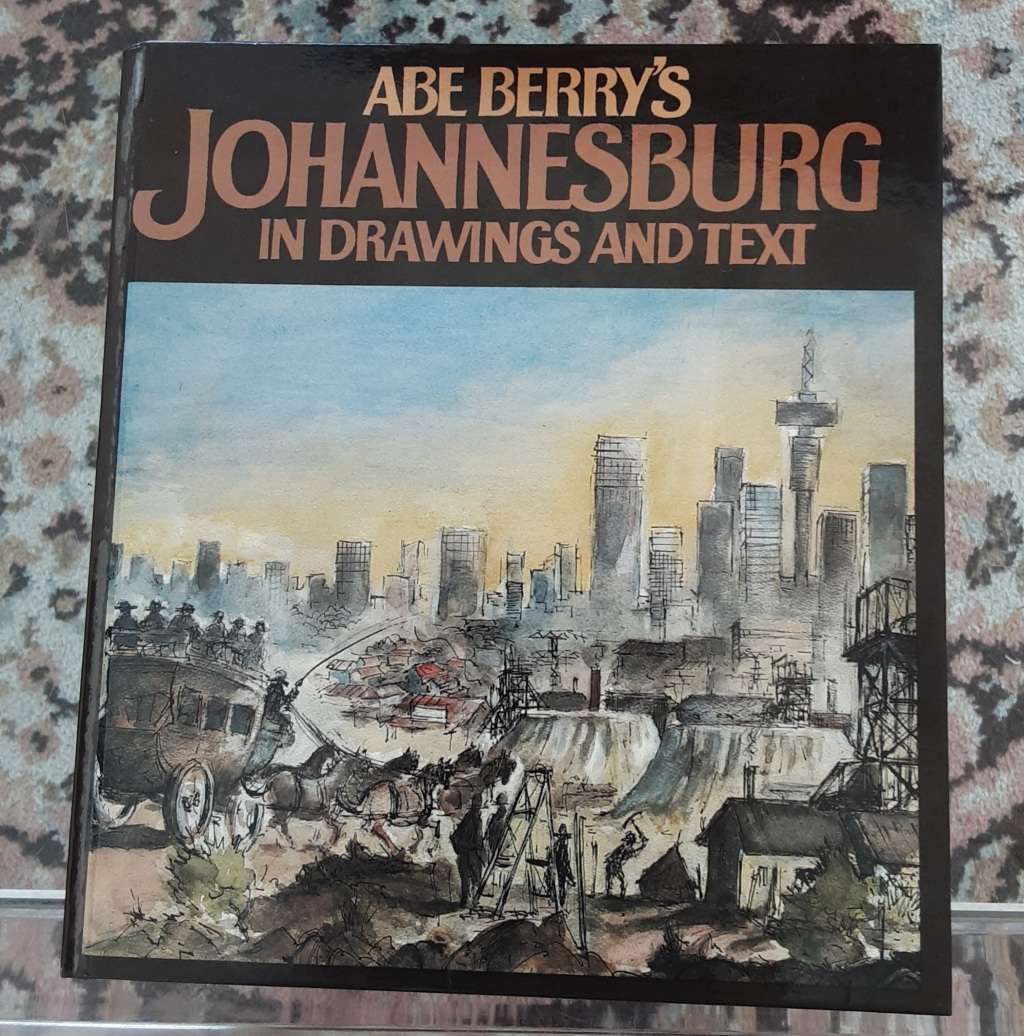 ABE BERRY'S
JOHANNESBURG
IN DRAWINGS AND TEXT